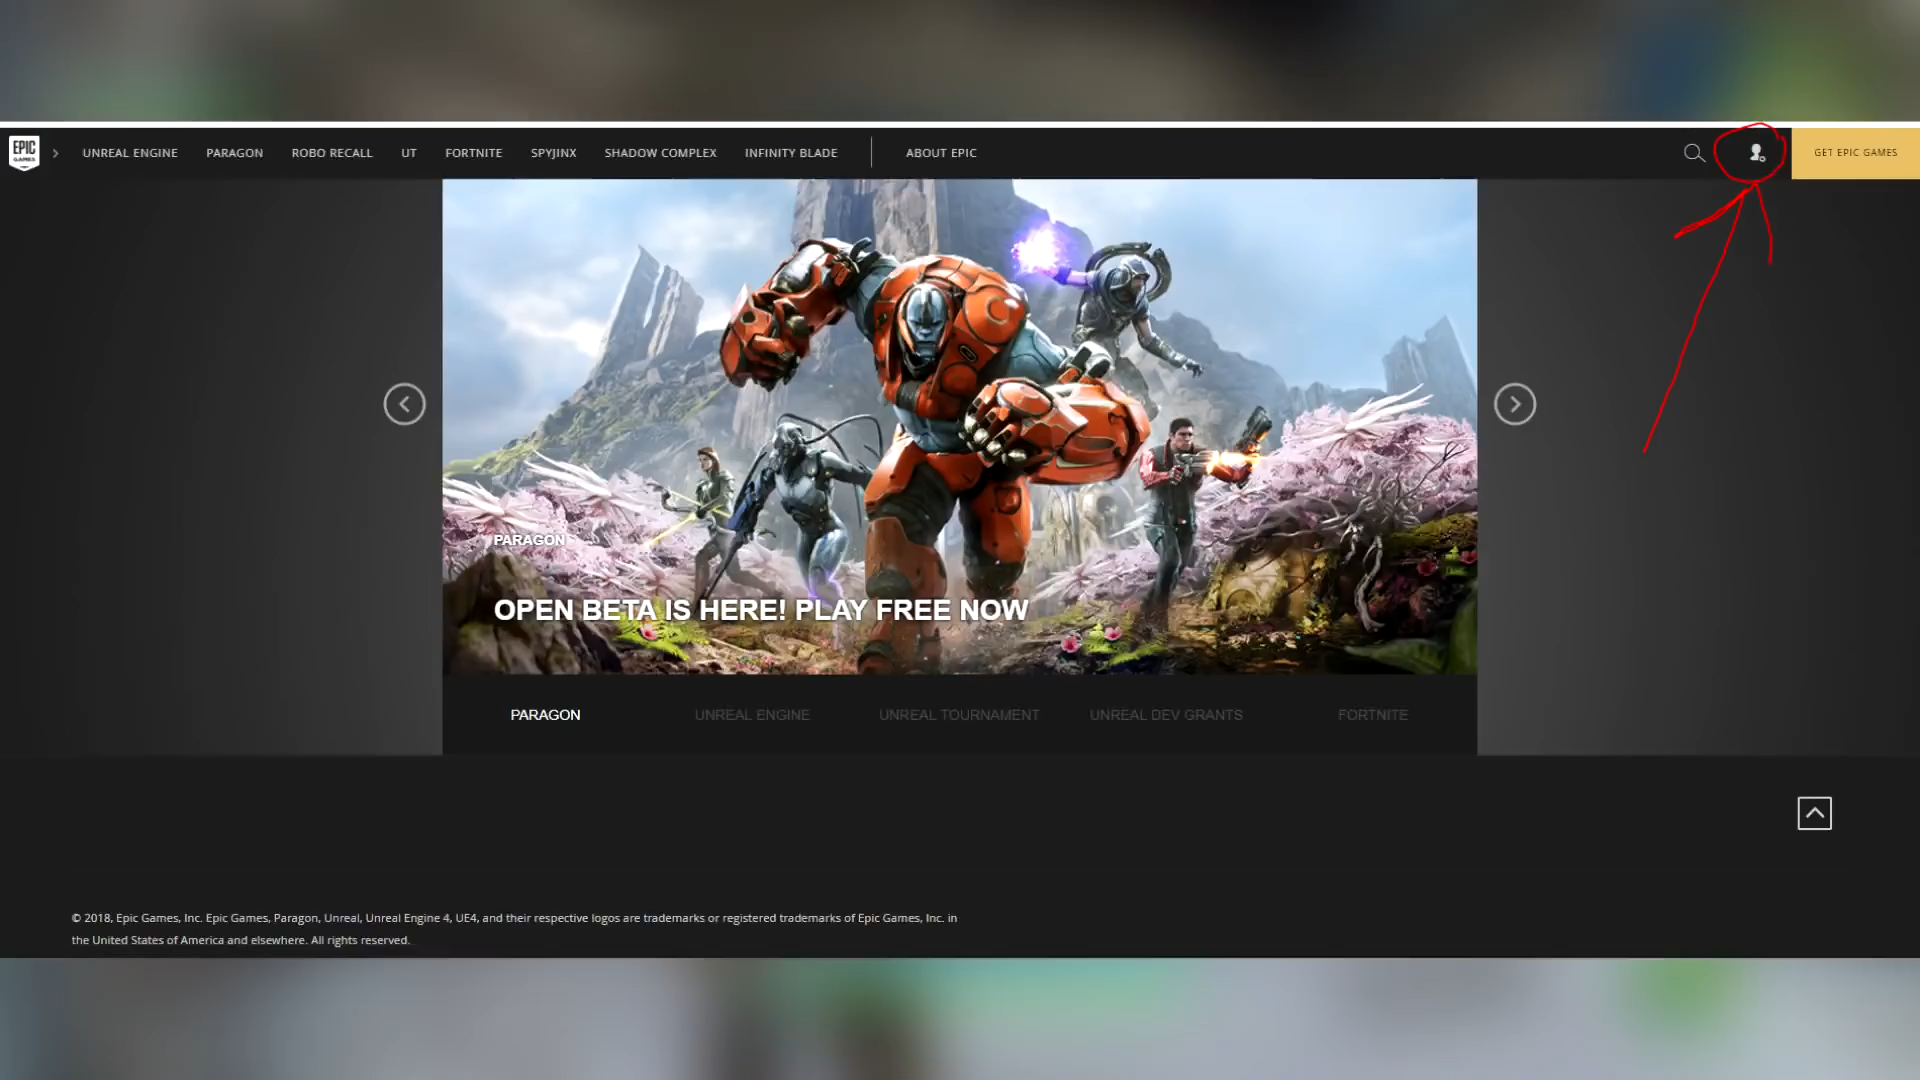 EPIC
GAMES
UNREAL ENGINE
PARAGON
ROBO RECALL
UT
FORTNITE
SPYJINX
SHADOW COMPLEX
INFINITY BLADE
ABOUT EPIC
GET EPIC GAMES
PARAGON
OPEN BETA IS HERE! PLAY FREE NOW
PARAGON
UNREAL ENGINE
UNREAL TOURNAMENT
UNREAL DEV GRANTS
FORTNITE
© 2018, Epic Games, Inc. Epic Games, Paragon, Unreal, Unreal Engine 4, UE4, and their respective logos are trademarks or registered trademarks of Epic Games, Inc. in
the United States of America and elsewhere. All rights reserved.